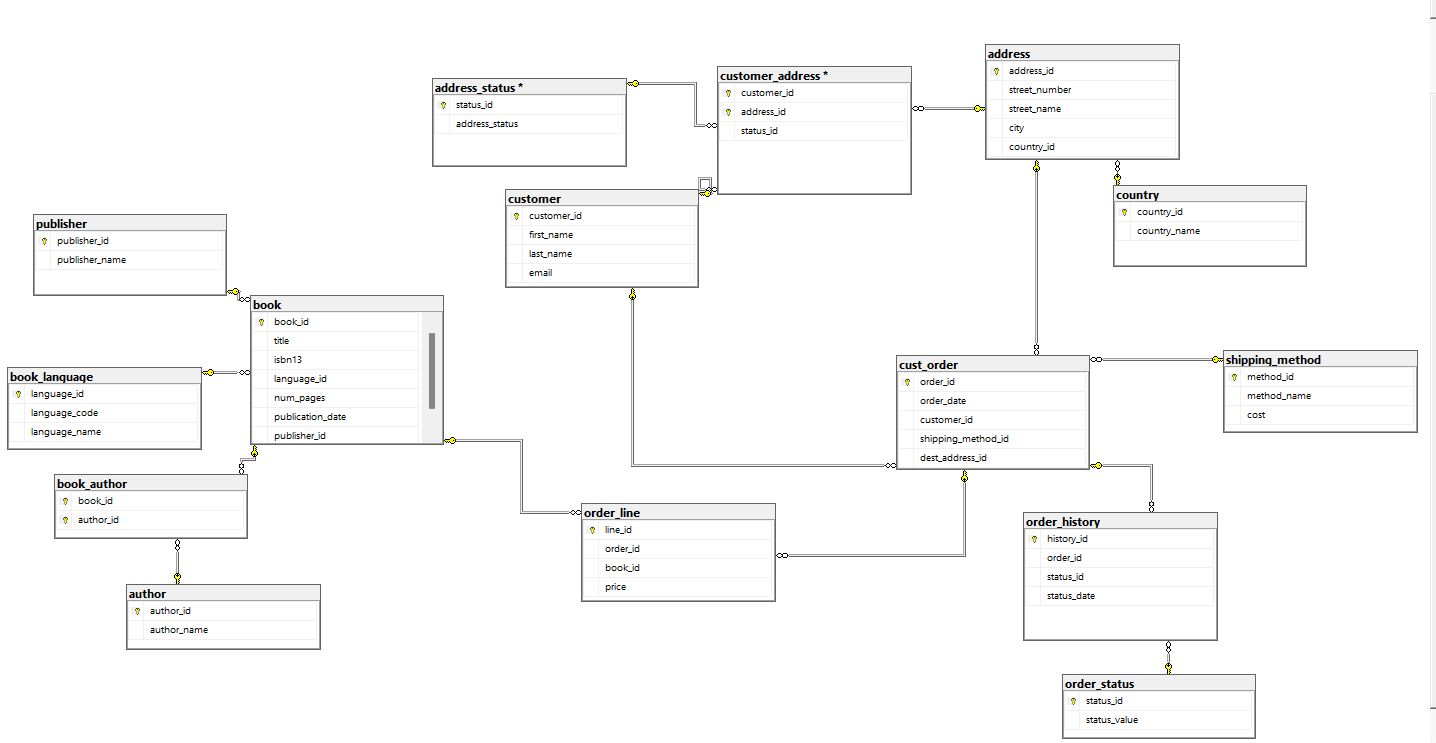 address
address_id
street_number
street_name
city
country_id
customer_address *
customer_id
address_id
status_id
address_status *
status_id
address_status
country
country_id
country_name
customer
customer_id
first_name
last_name
email
publisher
publisher_id
publisher_name
book
book_id
title
isbn13
language_id
num_pages
publication_date
publisher_id
book_language
language_id
language_code
language_name
cust_order
order_id
order_date
customer_id
shipping_method_id
dest_address_id
shipping_method
method_id
method_name
cost
book_author
book_id
author_id
order_line
line_id
order_id
book_id
price
order_history
history_id
order_id
status_id
status_date
author
author_id
author_name
order_status
status_id
status_value